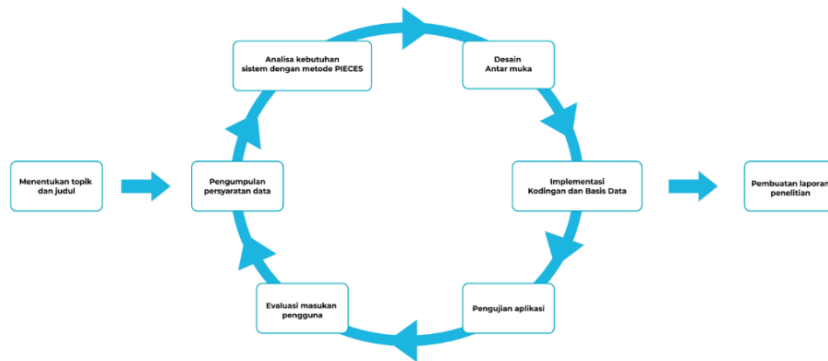 Analisa kebutuhan
sistem dengan metode PIECES
Desain
Antar muka
Menentukan topik
dan judul
Pengumpulan
persyaratan data
Implementasi
Kodingan dan Basis Data
Pembuatan laporan
penelitian
Evaluasi masukan
pengguna
Pengujian aplikasi